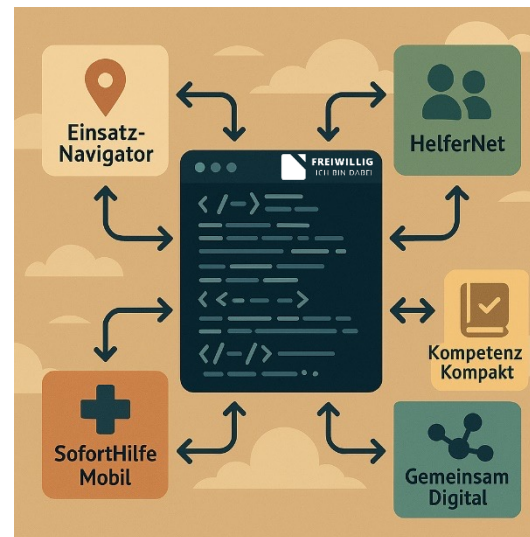 Einsatz-
Navigator
HelferNet
FREIWILLIG
ICH BIN DABEI
</–>
< < – – >
</–/>
Kompetenz
Kompakt
SofortHilfe
Mobil
Gemeinsam
Digital